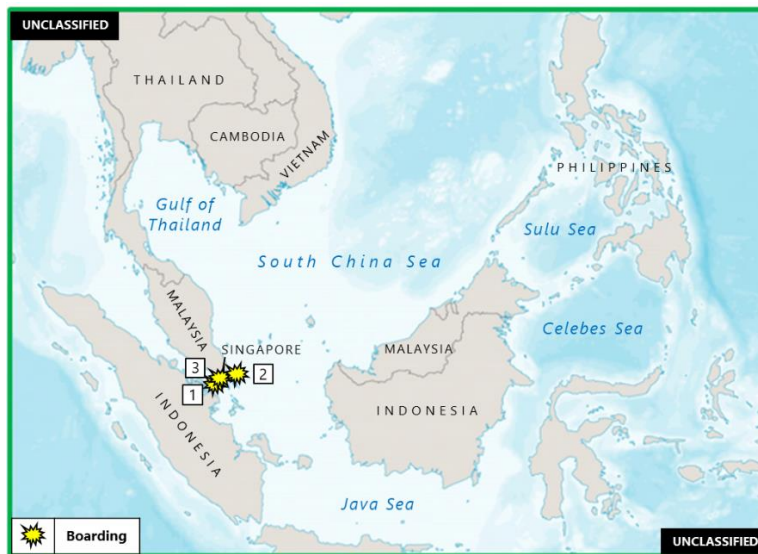 UNCLASSIFIED
THAILAND
CAMBODIA
VIETNAM
PHILIPPINES
Gulf of
Thailand
Sulu Sea
South China Sea
MALAYSIA
Celebes Sea
SINGAPORE
MALAYSIA
3
2
1
INDONESIA
INDONESIA
Java Sea
Boarding
UNCLASSIFIED